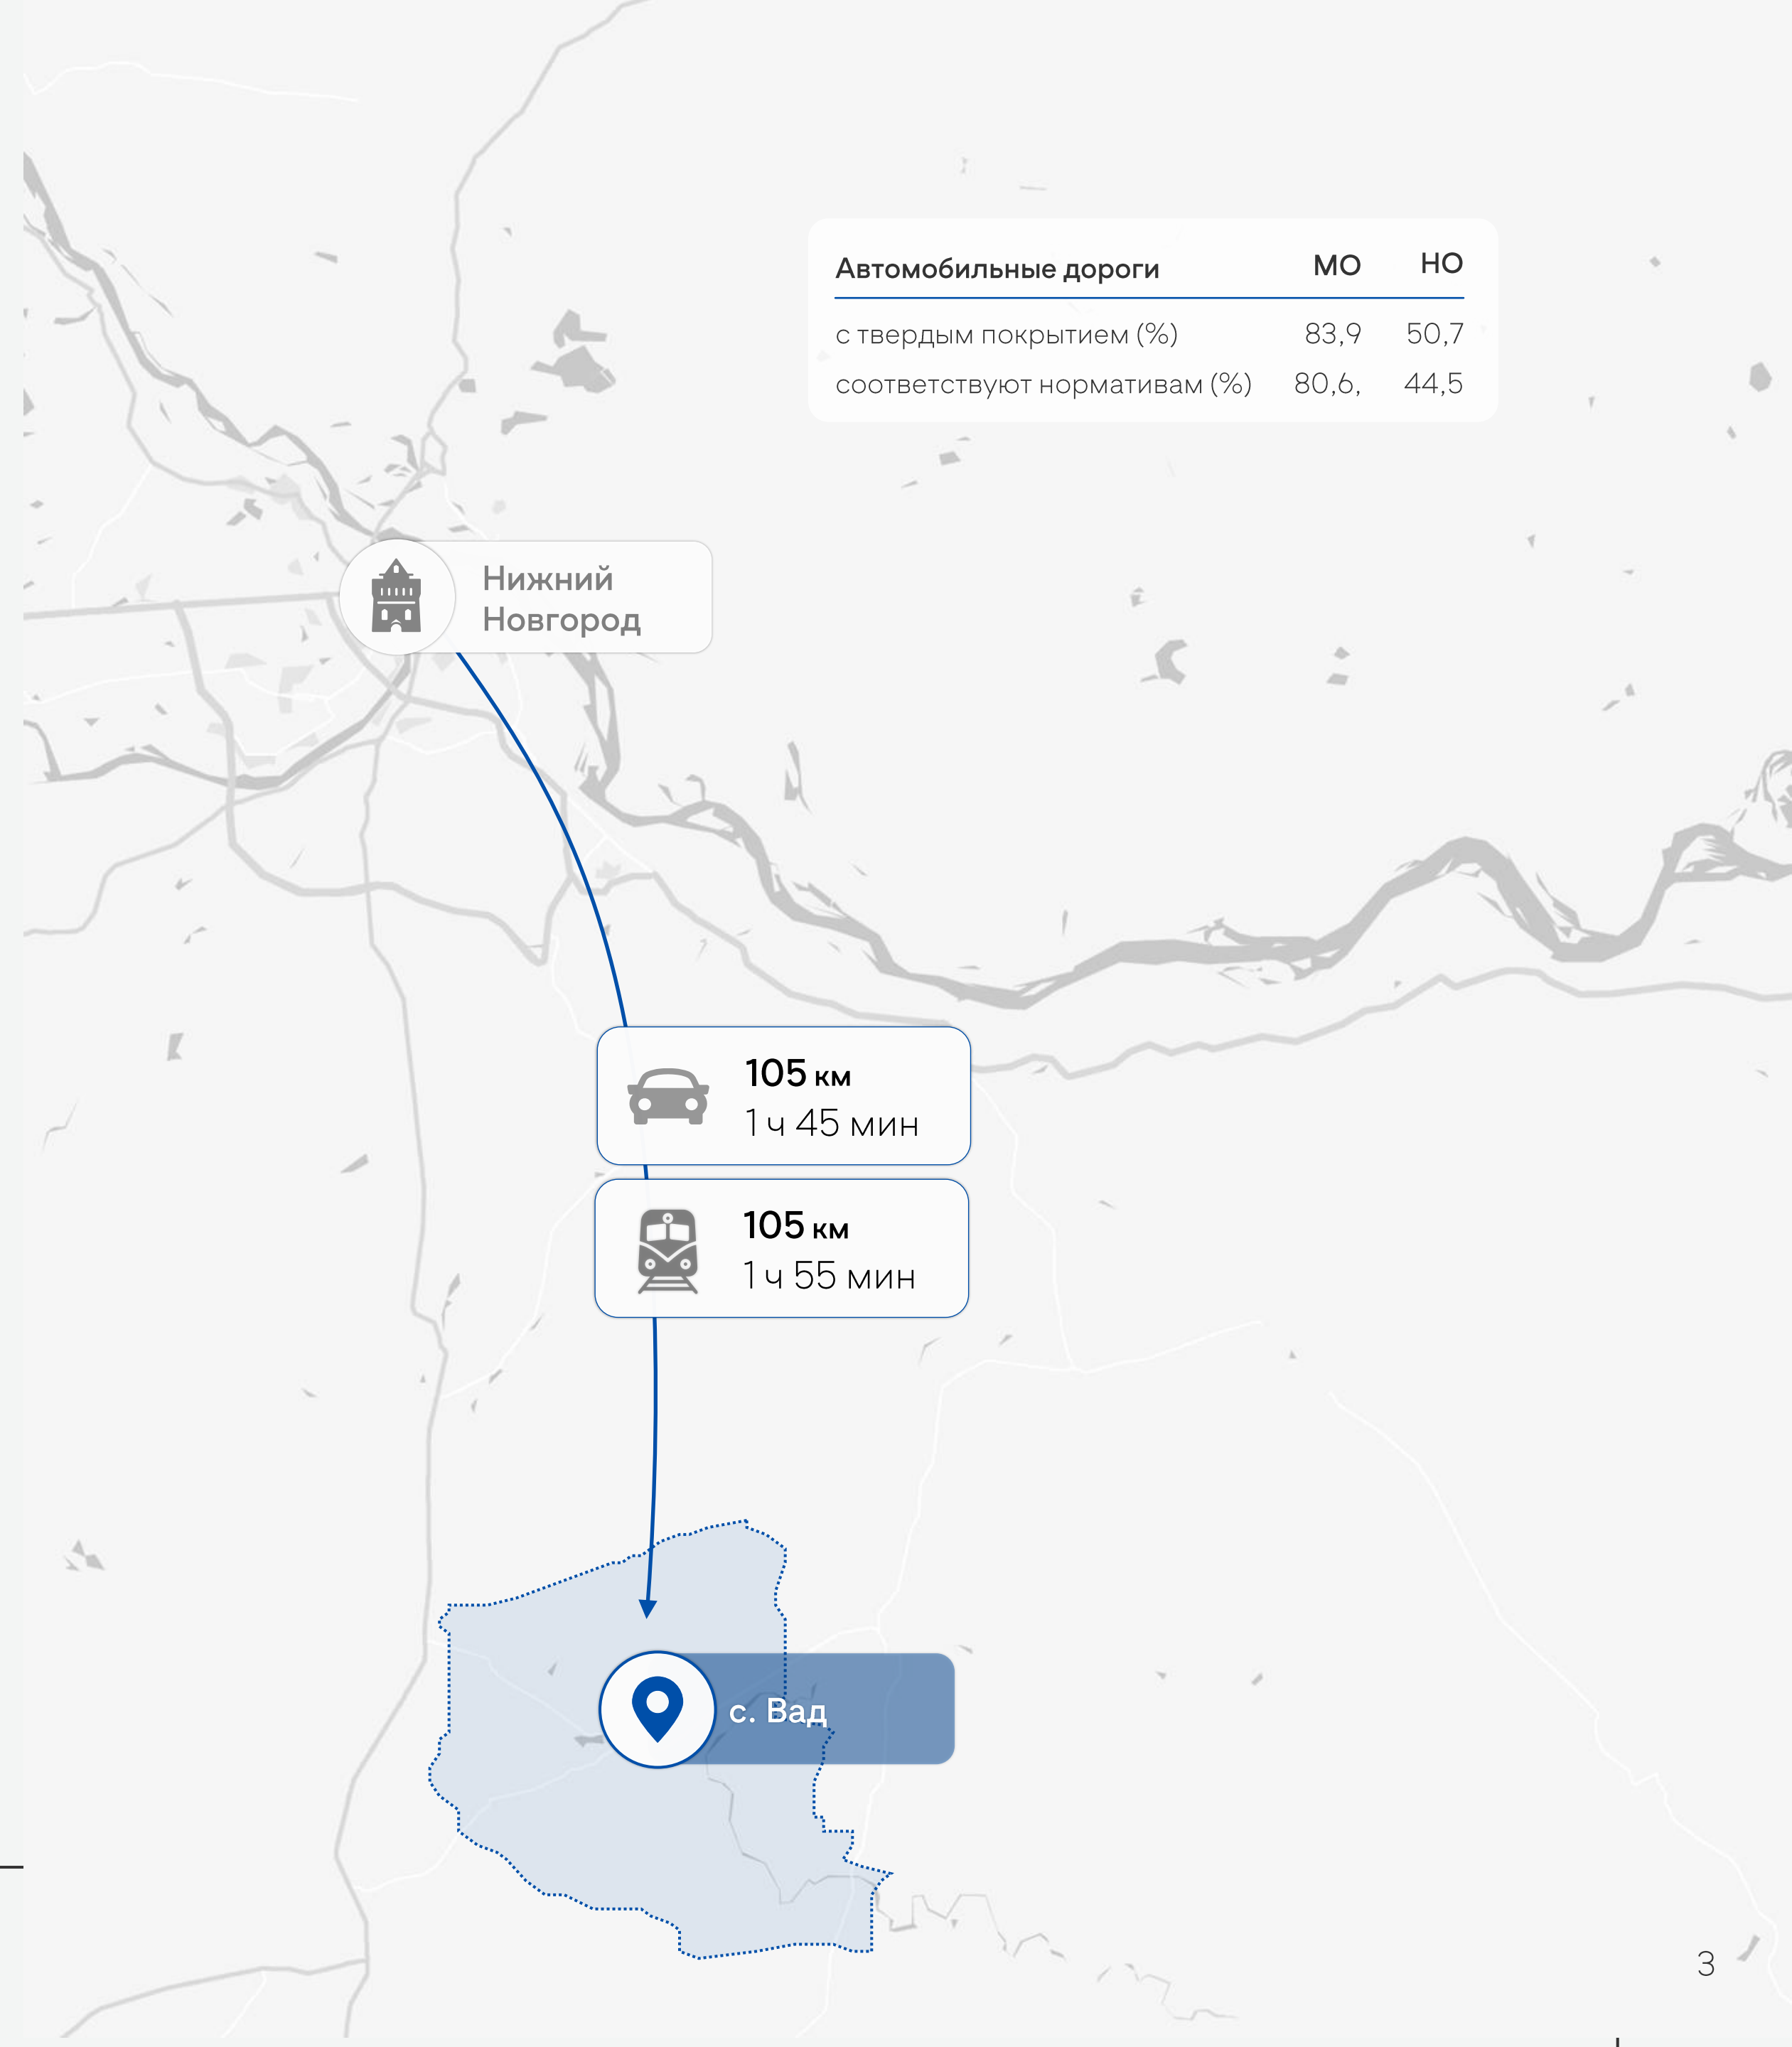 Автомобильные дороги МО НО
с твердым покрытием (%) 83,9 50,7
соответствуют нормативам (%) 80,6, 44,5
Нижний
Новгород
105 км
1 ч 45 мин
105 км
1 ч 55 мин
с. Вад
3